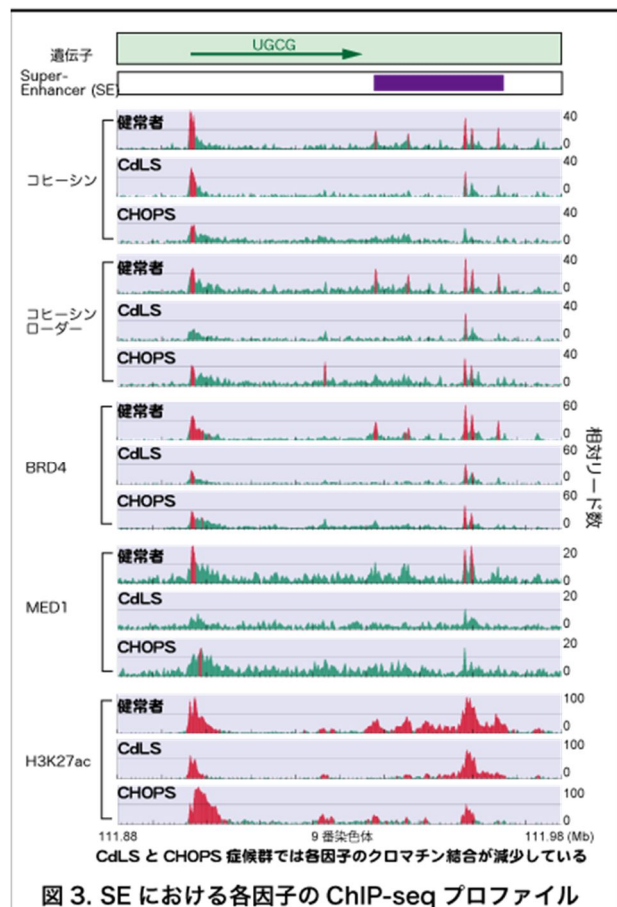 遺伝子
UGCG
Super-
Enhancer (SE)
コヒーシン
健常者
40
0
CdLS
40
0
CHOPS
40
0
コヒーシン
ローダー
健常者
40
0
CdLS
40
0
CHOPS
40
0
BRD4
健常者
60
0
CdLS
60
0
CHOPS
60
0
相対リード数
MED1
健常者
20
0
CdLS
20
0
CHOPS
20
0
H3K27ac
健常者
100
0
CdLS
100
0
CHOPS
100
0
111.88 9 番染色体 111.98 (Mb)
CdLS と CHOPS 症候群では各因子のクロマチン結合が減少している
図 3. SE における各因子の ChIP-seq プロファイル